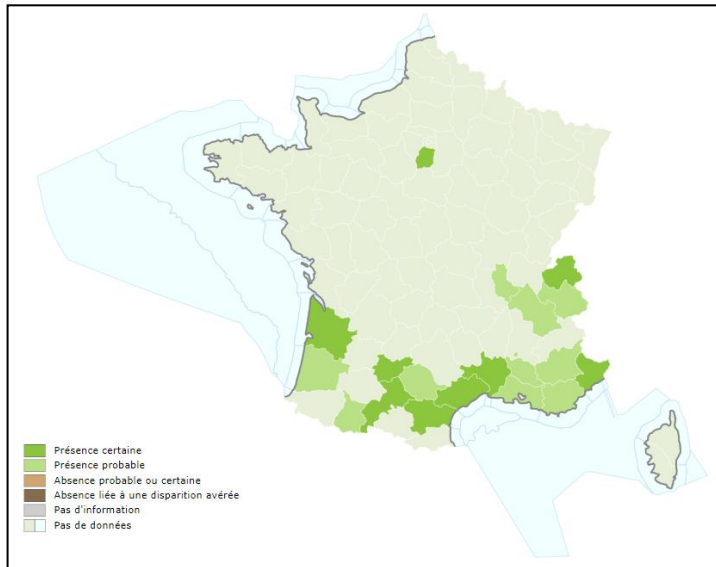 Présence certaine
Présence probable
Absence probable ou certaine
Absence liée à une disparition avérée
Pas d'information
Pas de données